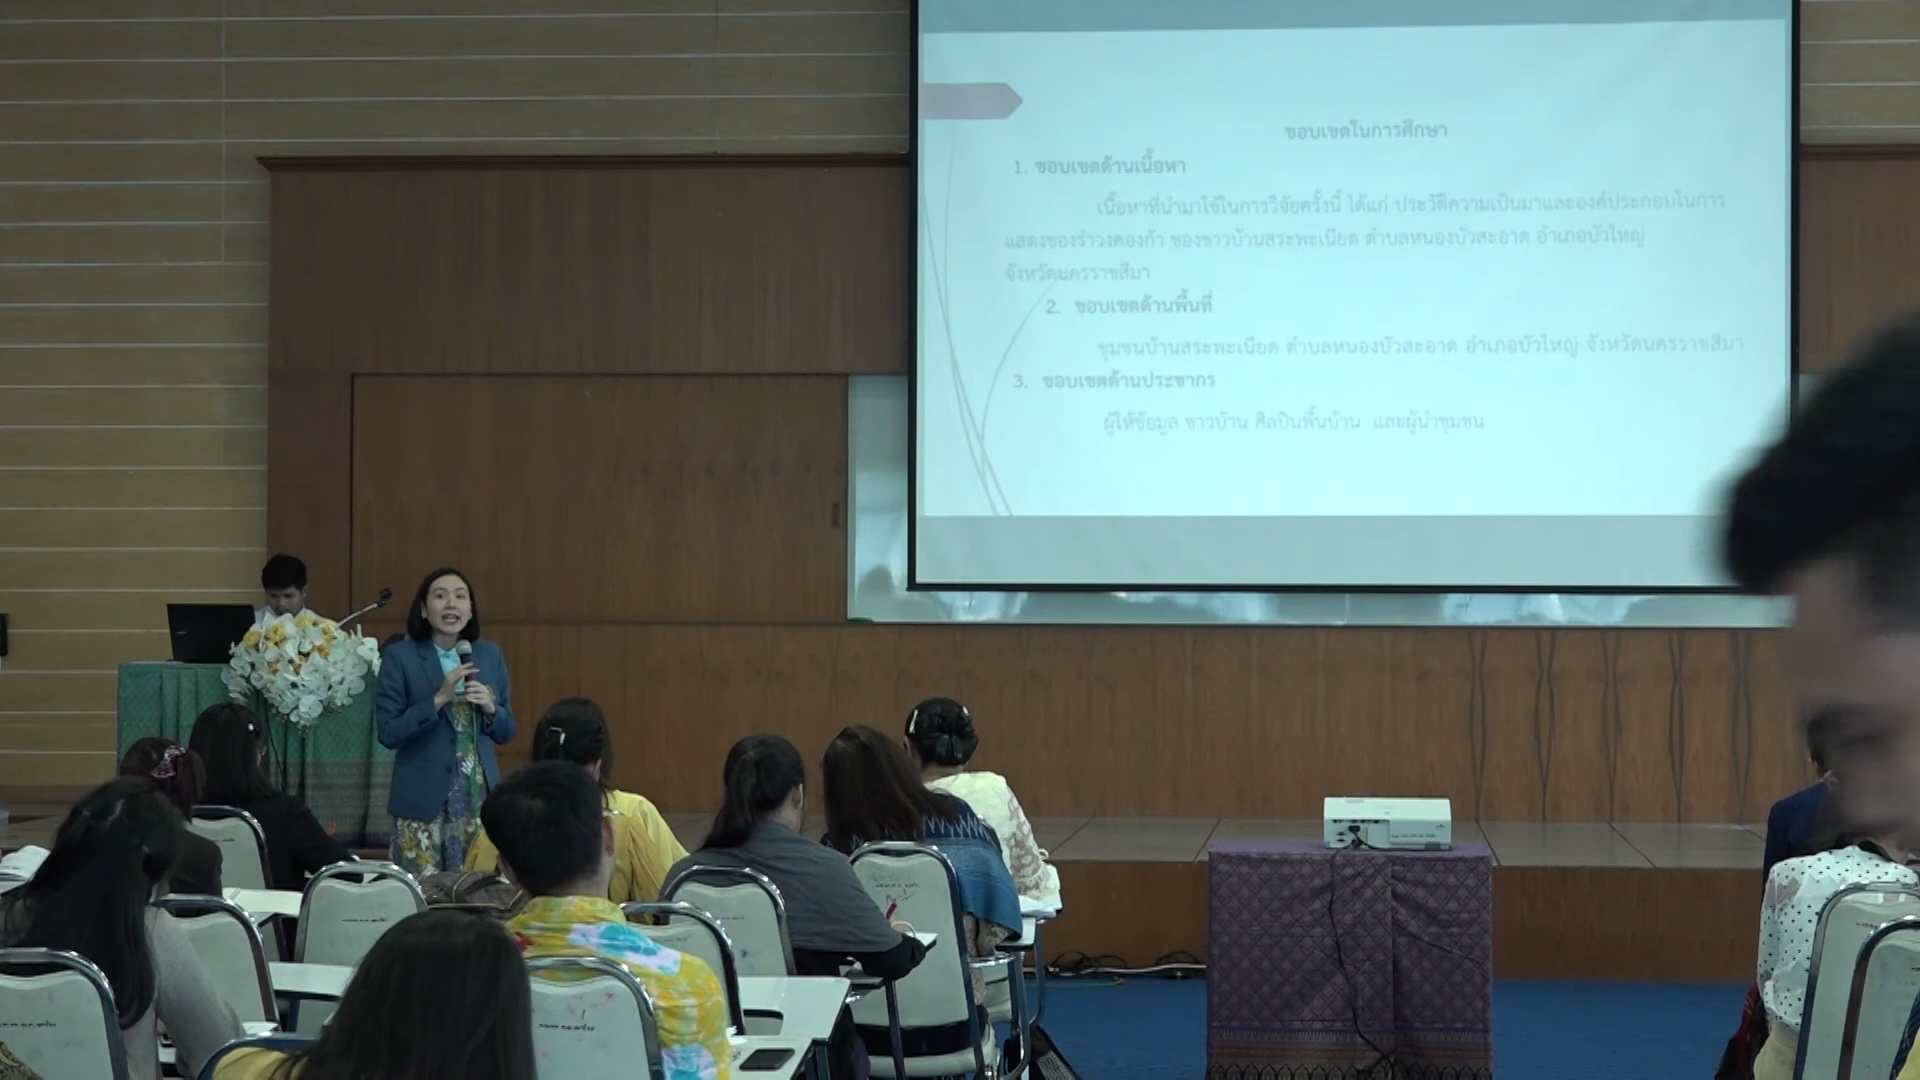 ขอบเขตในการศึกษา
1. ขอบเขตด้านเนื้อหา
เนื้อหาที่นำมาใช้ในการวิจัยครั้งนี้ ได้แก่ ประวัติความเป็นมาและองค์ประกอบในการ
แสดงของรำวงคองก้า ของชาวบ้านสระพะเนียด ตำบลหนองบัวสะอาด อำเภอบัวใหญ่
จังหวัดนครราชสีมา
2. ขอบเขตด้านพื้นที่
ชุมชนบ้านสระพะเนียด ตำบลหนองบัวสะอาด อำเภอบัวใหญ่ จังหวัดนครราชสีมา
3. ขอบเขตด้านประชากร
ผู้ให้ข้อมูล ชาวบ้าน ศิลปินพื้นบ้าน และผู้นำชุมชน